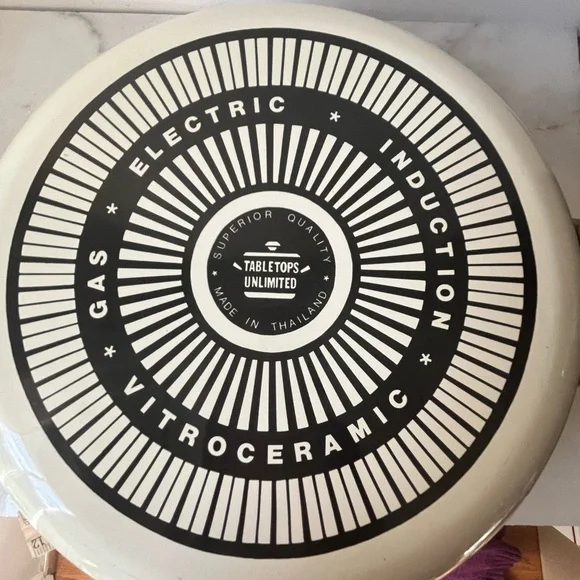 ELECTRIC * INDUCTION * VITROCERAMIC * GAS *
* SUPERIOR QUALITY *
TABLETOPS
UNLIMITED
MADE IN THAILAND